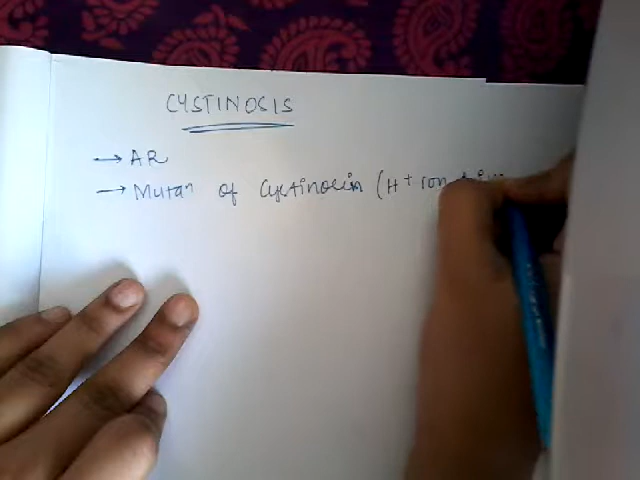 CYSTINOSIS
→ AR
→ Mutan of Cystinosin (H+ ion